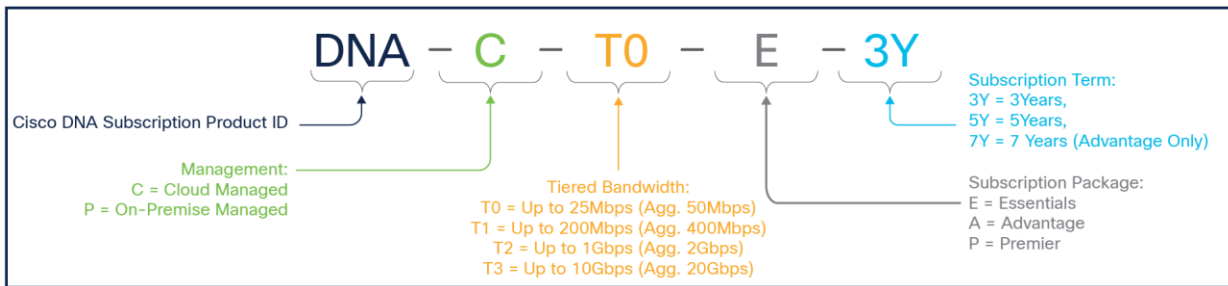 DNA - C - T0 - E - 3Y
Cisco DNA Subscription Product ID
Management:
C = Cloud Managed
P = On-Premise Managed
Tiered Bandwidth:
T0 = Up to 25Mbps (Agg. 50Mbps)
T1 = Up to 200Mbps (Agg. 400Mbps)
T2 = Up to 1Gbps (Agg. 2Gbps)
T3 = Up to 10Gbps (Agg. 20Gbps)
Subscription Term:
3Y = 3Years,
5Y = 5Years,
7Y = 7 Years (Advantage Only)
Subscription Package:
E = Essentials
A = Advantage
P = Premier